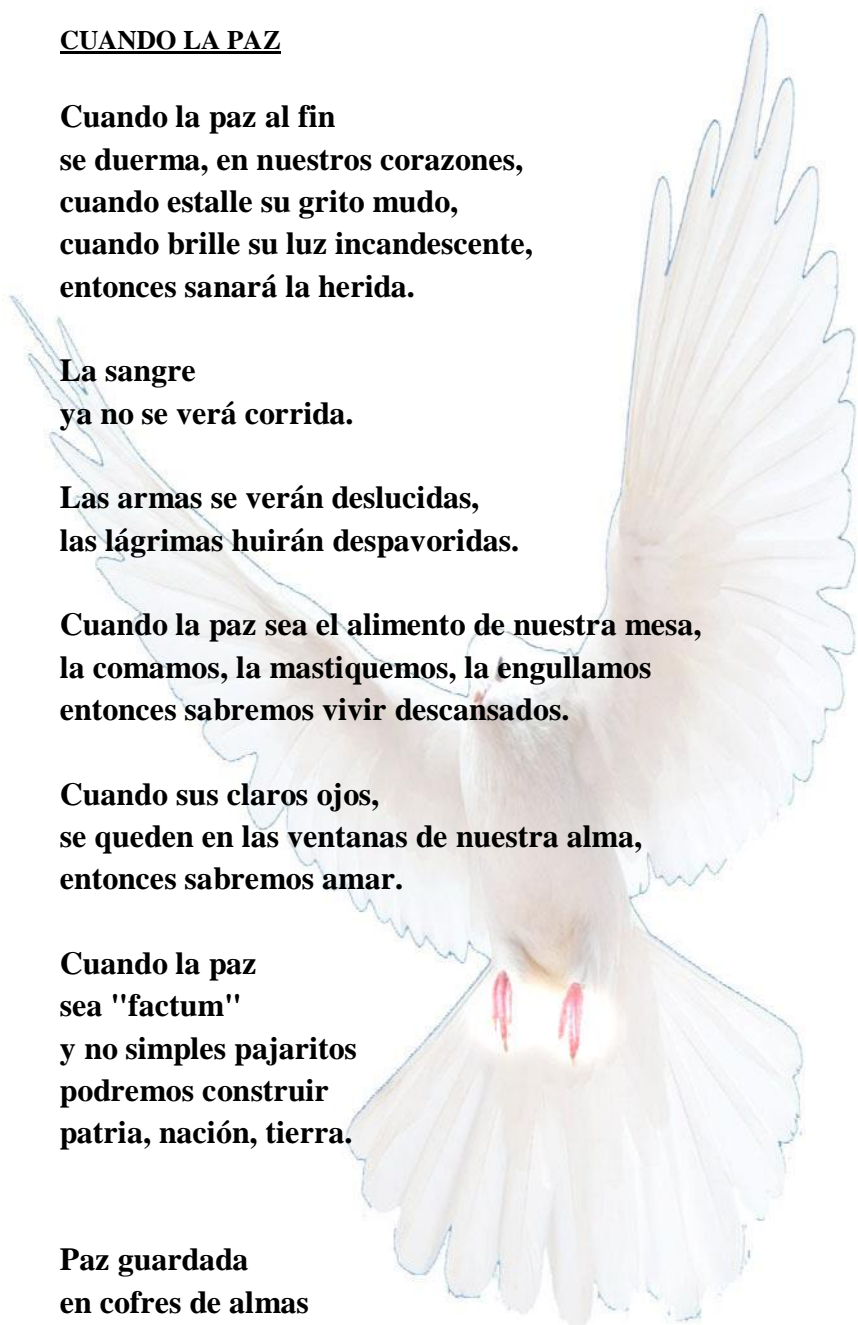 CUANDO LA PAZ
Cuando la paz al fin
se duerma, en nuestros corazones,
cuando estalle su grito mudo,
cuando brille su luz incandescente,
entonces sanará la herida.
La sangre
ya no se verá corrida.
Las armas se verán deslucidas,
las lágrimas huirán despavoridas.
Cuando la paz sea el alimento de nuestra mesa,
la comamos, la mastiquemos, la engullamos
entonces sabremos vivir descansados.
Cuando sus claros ojos,
se queden en las ventanas de nuestra alma,
entonces sabremos amar.
Cuando la paz
sea "factum"
y no simples pajaritos
podremos construir
patria, nación, tierra.
Paz guardada
en cofres de almas